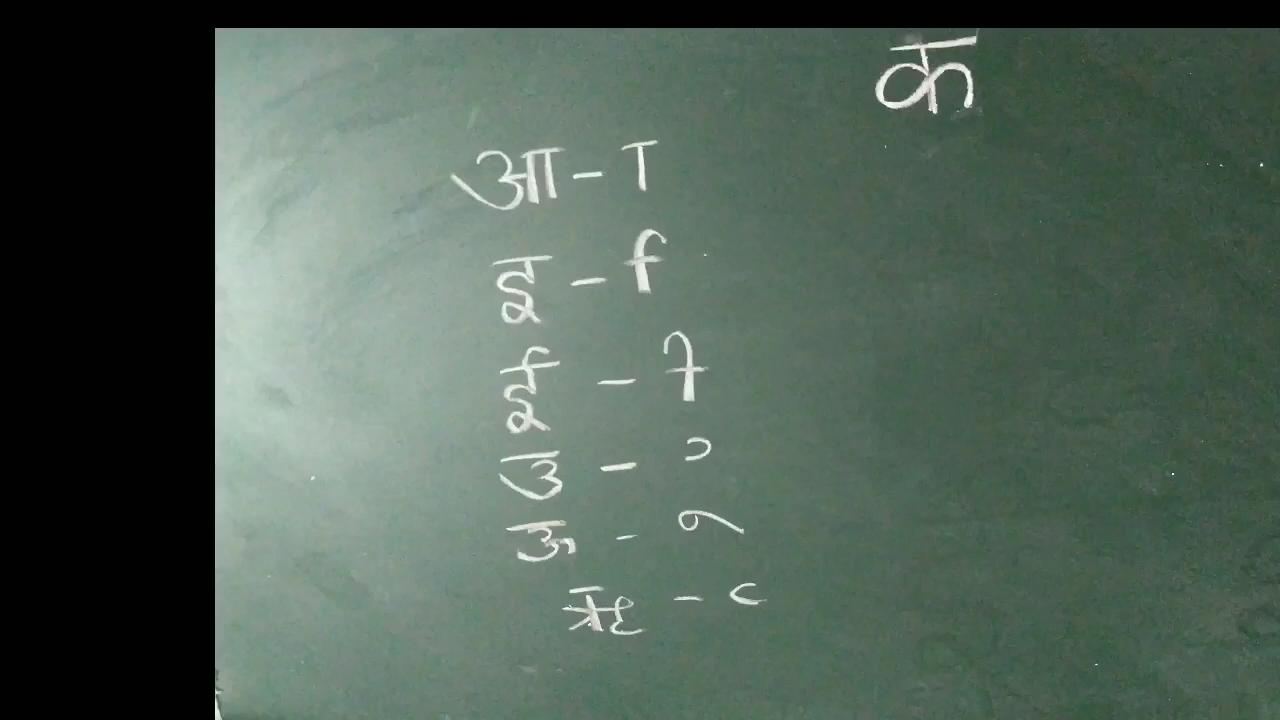 क
आ - ा
इ - ि
ई - ी
उ - ु
ऊ - ू
ऋ - ृ